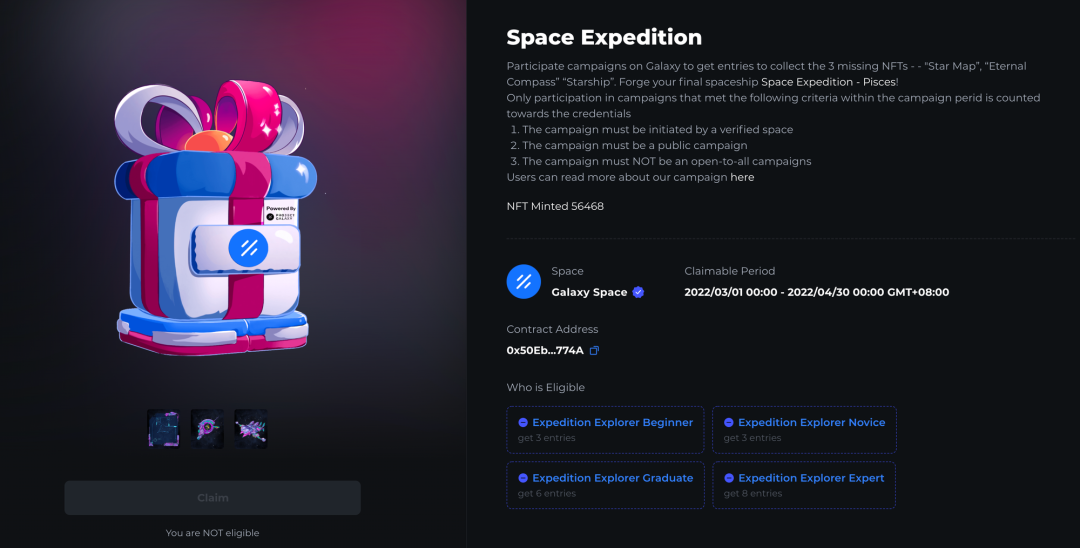 Space Expedition
Participate campaigns on Galaxy to get entries to collect the 3 missing NFTs - - “Star Map”, “Eternal
Compass” “Starship”. Forge your final spaceship Space Expedition - Pisces!
Only participation in campaigns that met the following criteria within the campaign perid is counted
towards the credentials
1. The campaign must be initiated by a verified space
2. The campaign must be a public campaign
3. The campaign must NOT be an open-to-all campaigns
Users can read more about our campaign here
NFT Minted 56468
Space
Galaxy Space
Claimable Period
2022/03/01 00:00 - 2022/04/30 00:00 GMT+08:00
Contract Address
0x50Eb...774A
Who is Eligible
Expedition Explorer Beginner
get 3 entries
Expedition Explorer Novice
get 3 entries
Expedition Explorer Graduate
get 6 entries
Expedition Explorer Expert
get 8 entries
Powered By
PROJECT
GALAXY
Claim
You are NOT eligible